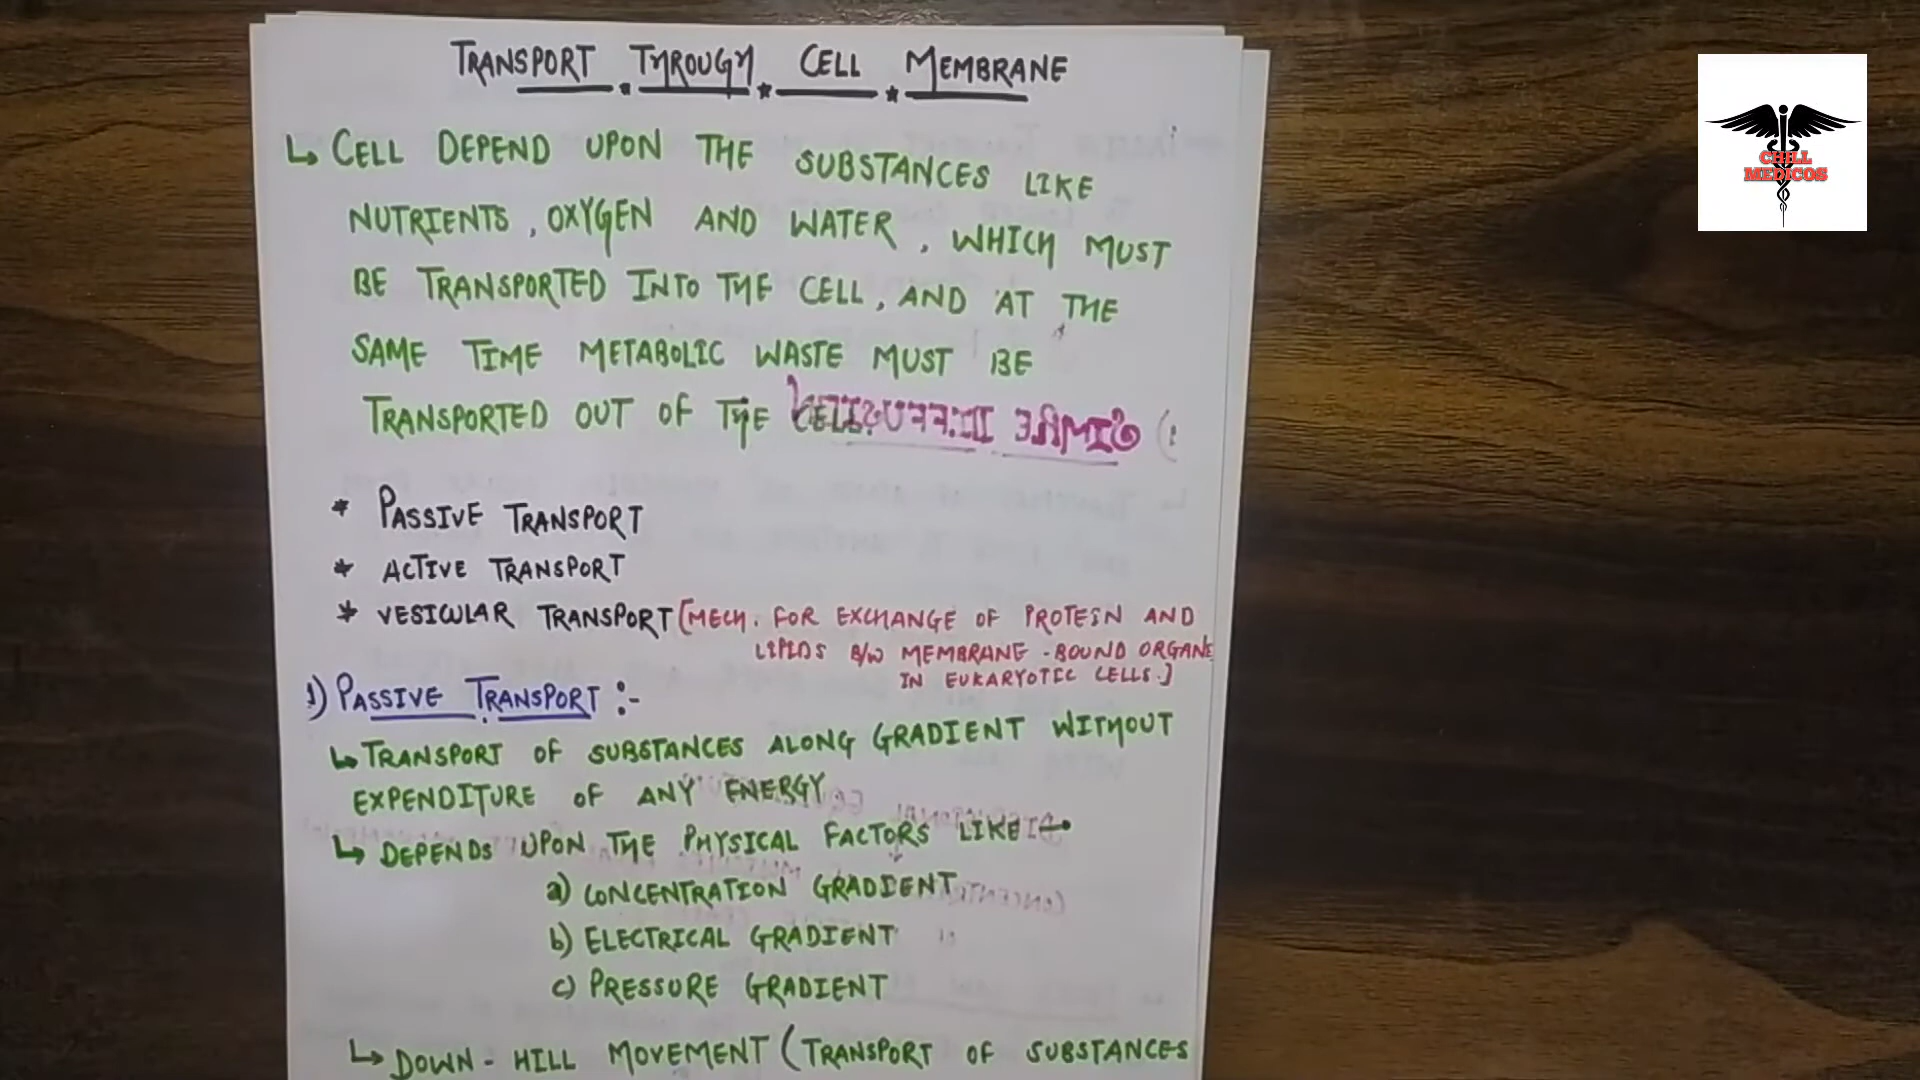 TRANSPORT THROUGH CELL MEMBRANE
↳ CELL DEPEND UPON THE SUBSTANCES LIKE
NUTRIENTS, OXYGEN AND WATER, WHICH MUST
BE TRANSPORTED INTO THE CELL, AND AT THE
SAME TIME METABOLIC WASTE MUST BE
TRANSPORTED OUT OF THE CELL.
* PASSIVE TRANSPORT
* ACTIVE TRANSPORT
* VESICULAR TRANSPORT [MECH. FOR EXCHANGE OF PROTEIN AND
LIPIDS B/W MEMBRANE-BOUND ORGANE
IN EUKARYOTIC CELLS.]
1) PASSIVE TRANSPORT :-
↳ TRANSPORT OF SUBSTANCES ALONG GRADIENT WITHOUT
EXPENDITURE OF ANY ENERGY
↳ DEPENDS UPON THE PHYSICAL FACTORS LIKE →
a) CONCENTRATION GRADIENT
b) ELECTRICAL GRADIENT
c) PRESSURE GRADIENT
↳ DOWN-HILL MOVEMENT (TRANSPORT OF SUBSTANCES
CHILL
MEDICOS